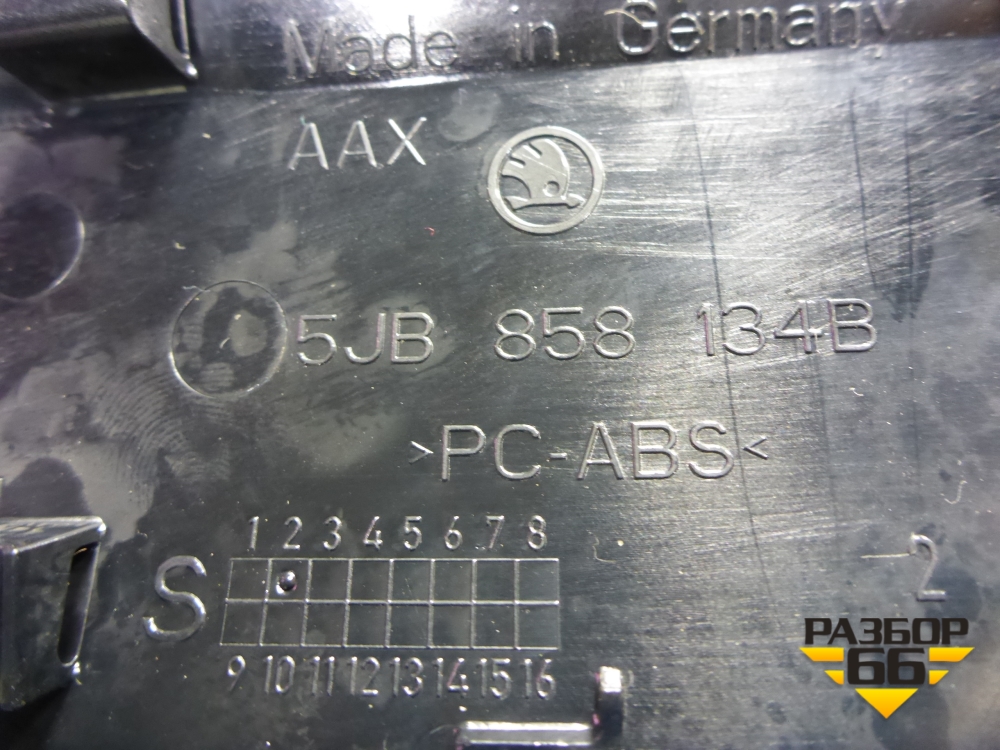 Made in Germany
AAX
5JB 858 134B
>PC-ABS<
1 2 3 4 5 6 7 8
S
2
9 10 11 12 13 14 15 16
РАЗБОР
66